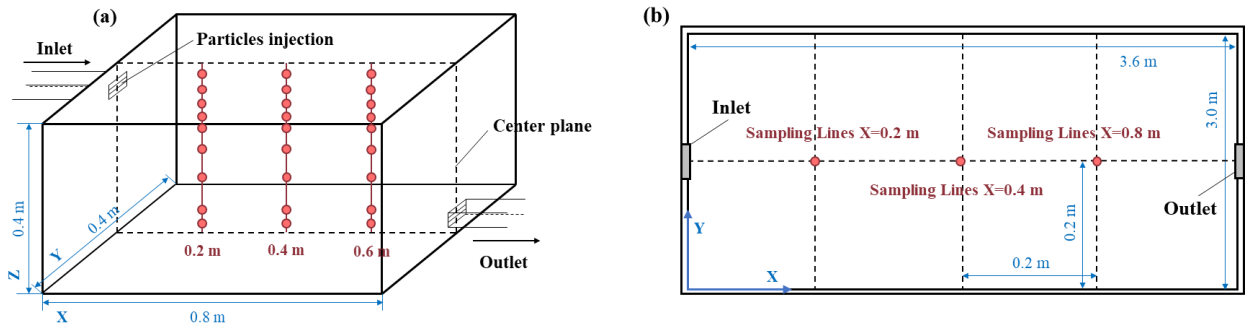 (a)
Inlet
Particles injection
Center plane
0.4 m
0.4 m
Z
Y
0.2 m
0.4 m
0.6 m
Outlet
X
0.8 m
(b)
3.6 m
Inlet
3.0 m
Sampling Lines X=0.2 m
Sampling Lines X=0.8 m
Sampling Lines X=0.4 m
Outlet
0.2 m
Y
X
0.2 m